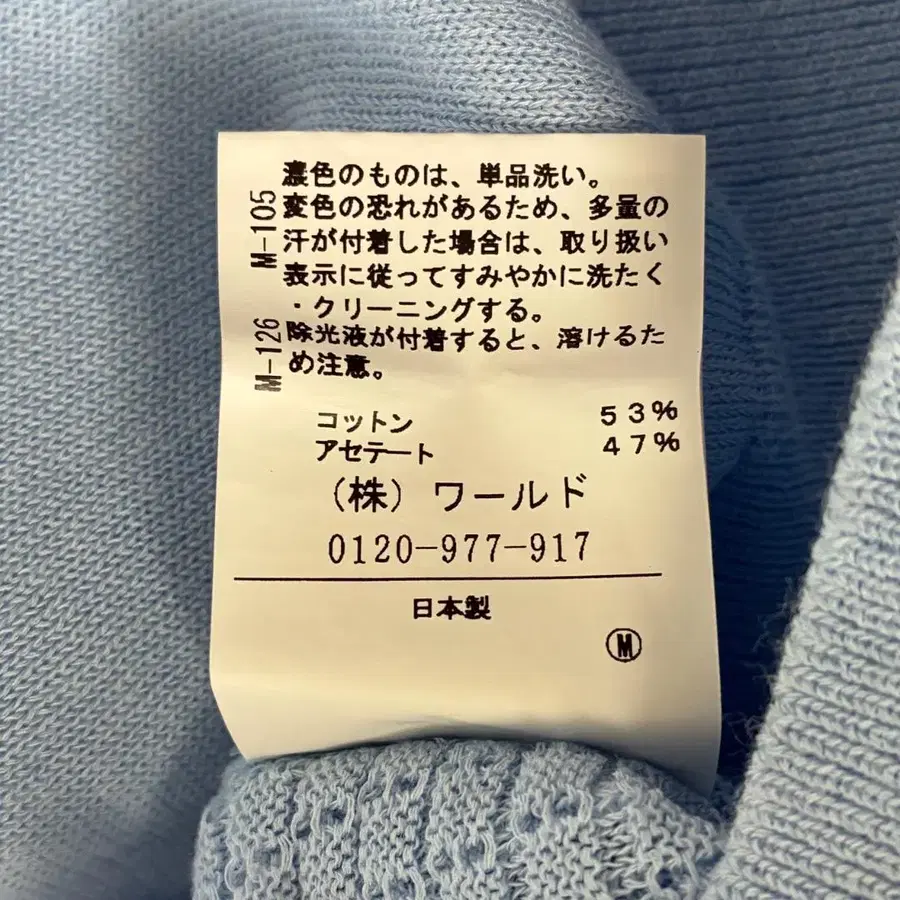 M-105
濃色のものは、単品洗い。
変色の恐れがあるため、多量の
汗が付着した場合は、取り扱い
表示に従ってすみやかに洗たく
・クリーニングする。
M-126
除光液が付着すると、溶けるた
め注意。
コットン 53%
アセテート 47%
(株)ワールド
0120-977-917
日本製
M